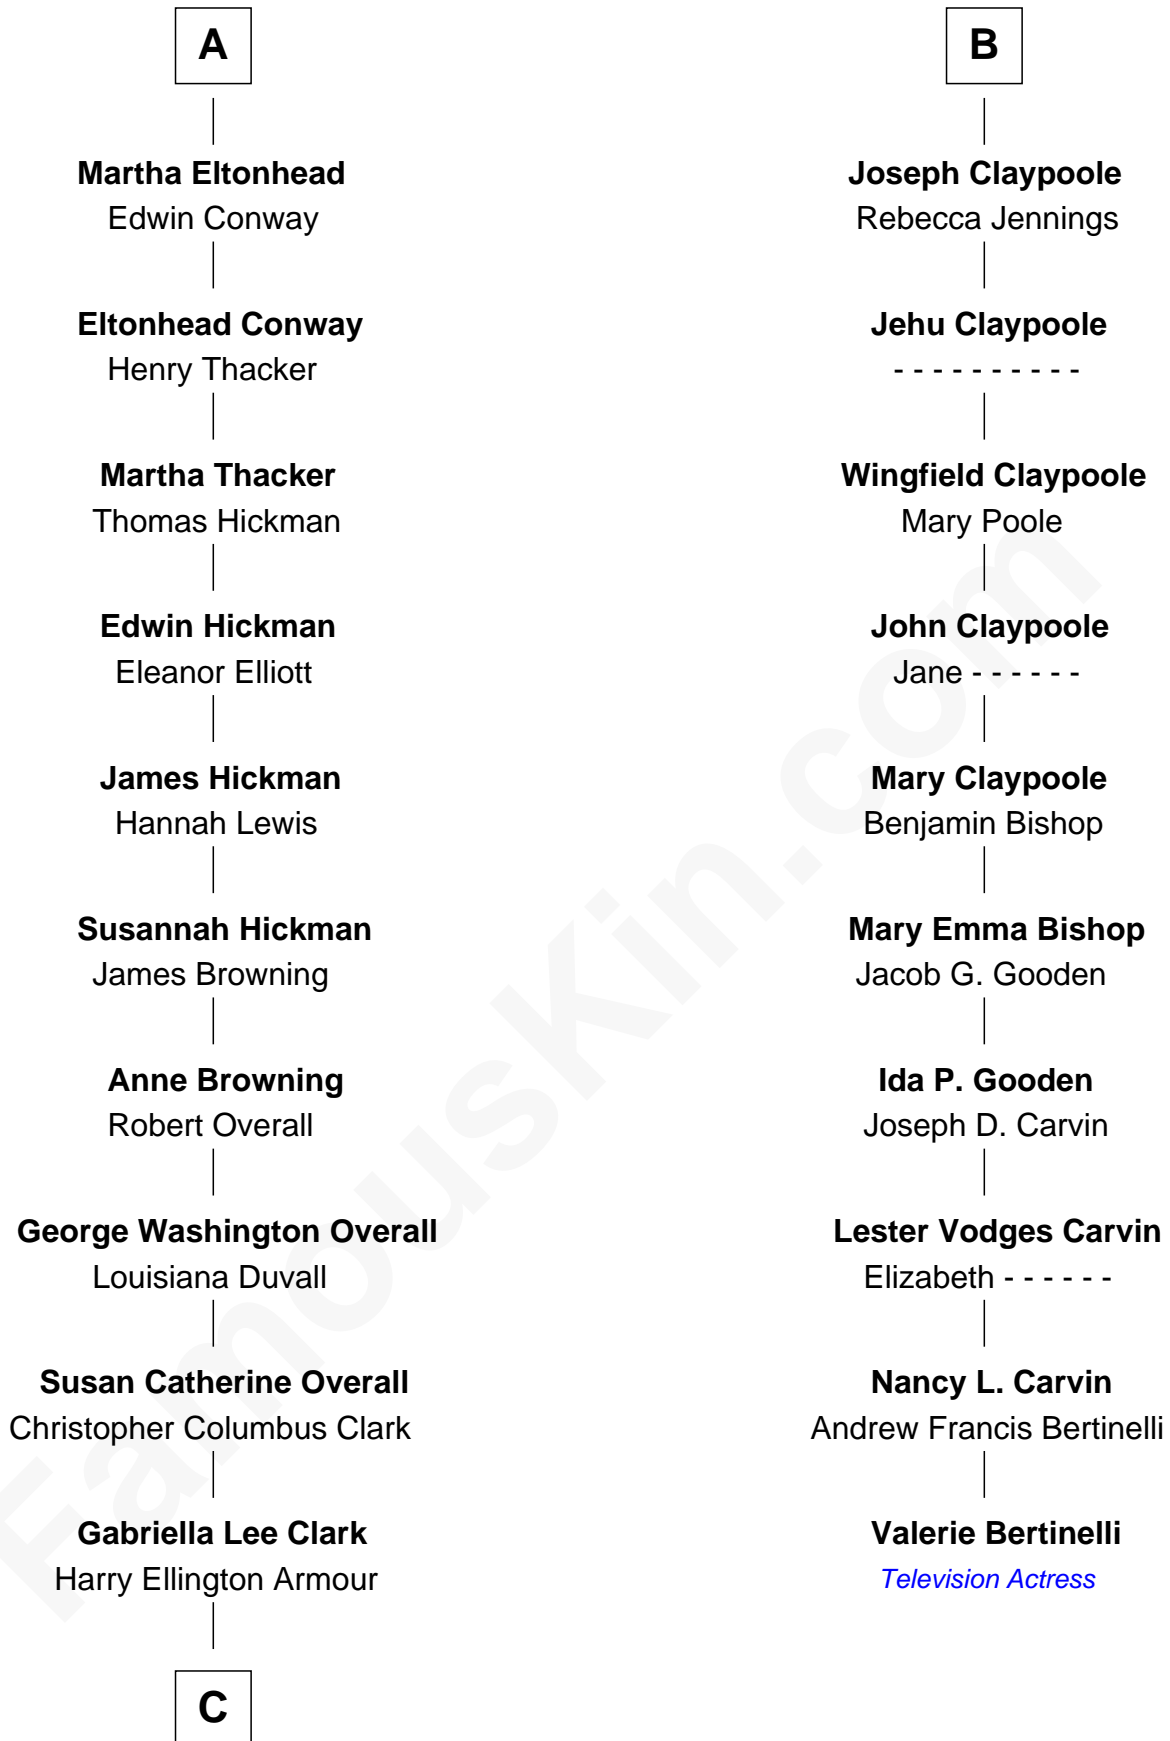 A
Martha Eltonhead
Edwin Conway
Eltonhead Conway
Henry Thacker
Martha Thacker
Thomas Hickman
Edwin Hickman
Eleanor Elliott
James Hickman
Hannah Lewis
Susannah Hickman
James Browning
Anne Browning
Robert Overall
George Washington Overall
Louisiana Duvall
Susan Catherine Overall
Christopher Columbus Clark
Gabriella Lee Clark
Harry Ellington Armour
C
B
Joseph Claypoole
Rebecca Jennings
Jehu Claypoole
- - - - - - - - - -
Wingfield Claypoole
Mary Poole
John Claypoole
Jane - - - - - -
Mary Claypoole
Benjamin Bishop
Mary Emma Bishop
Jacob G. Gooden
Ida P. Gooden
Joseph D. Carvin
Lester Vodges Carvin
Elizabeth - - - - - -
Nancy L. Carvin
Andrew Francis Bertinelli
Valerie Bertinelli
Television Actress
FamousKin.com